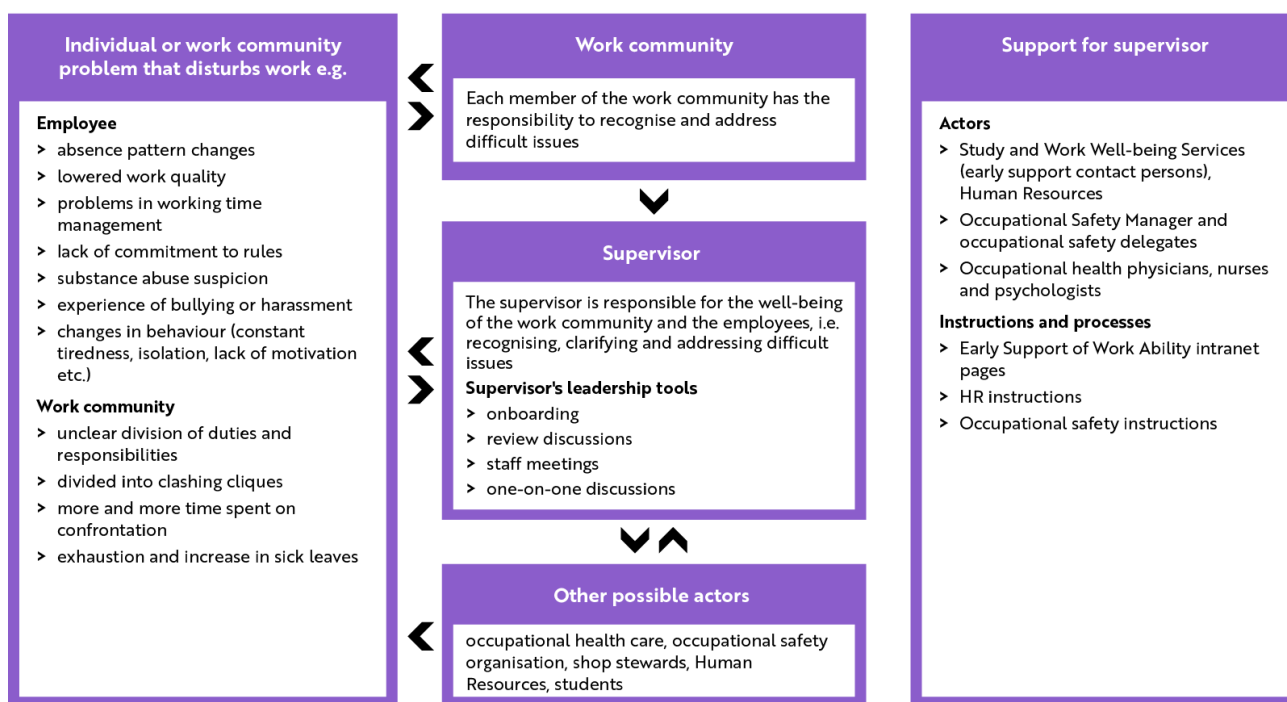 Individual or work community
problem that disturbs work e.g.
Employee
> absence pattern changes
> lowered work quality
> problems in working time
management
> lack of commitment to rules
> substance abuse suspicion
> experience of bullying or harassment
> changes in behaviour (constant
tiredness, isolation, lack of motivation
etc.)
Work community
> unclear division of duties and
responsibilities
> divided into clashing cliques
> more and more time spent on
confrontation
> exhaustion and increase in sick leaves
Work community
Each member of the work community has the
responsibility to recognise and address
difficult issues
Supervisor
The supervisor is responsible for the well-being
of the work community and the employees, i.e.
recognising, clarifying and addressing difficult
issues
Supervisor's leadership tools
> onboarding
> review discussions
> staff meetings
> one-on-one discussions
Other possible actors
occupational health care, occupational safety
organisation, shop stewards, Human
Resources, students
Support for supervisor
Actors
> Study and Work Well-being Services
(early support contact persons),
Human Resources
> Occupational Safety Manager and
occupational safety delegates
> Occupational health physicians, nurses
and psychologists
Instructions and processes
> Early Support of Work Ability intranet
pages
> HR instructions
> Occupational safety instructions